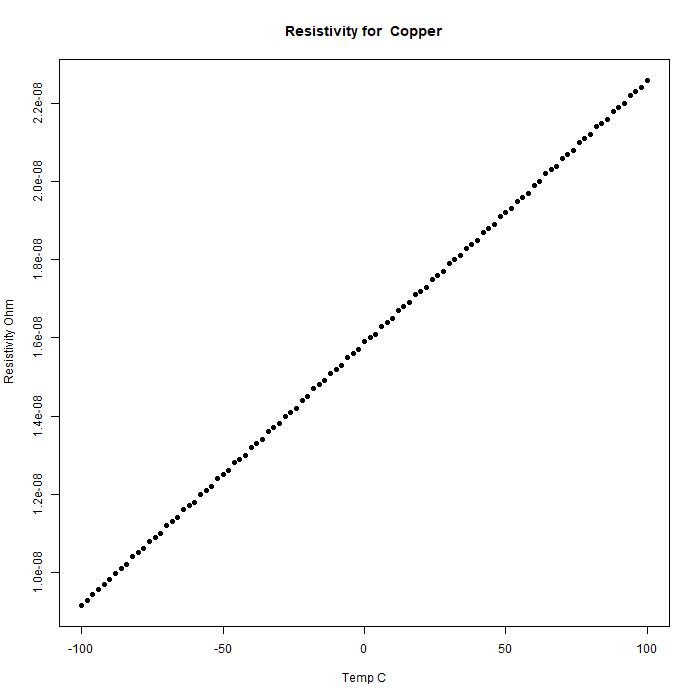 Resistivity for  Copper
Resistivity Ohm
2.2e-08
2.0e-08
1.8e-08
1.6e-08
1.4e-08
1.2e-08
1.0e-08
-100
-50
0
50
100
Temp C